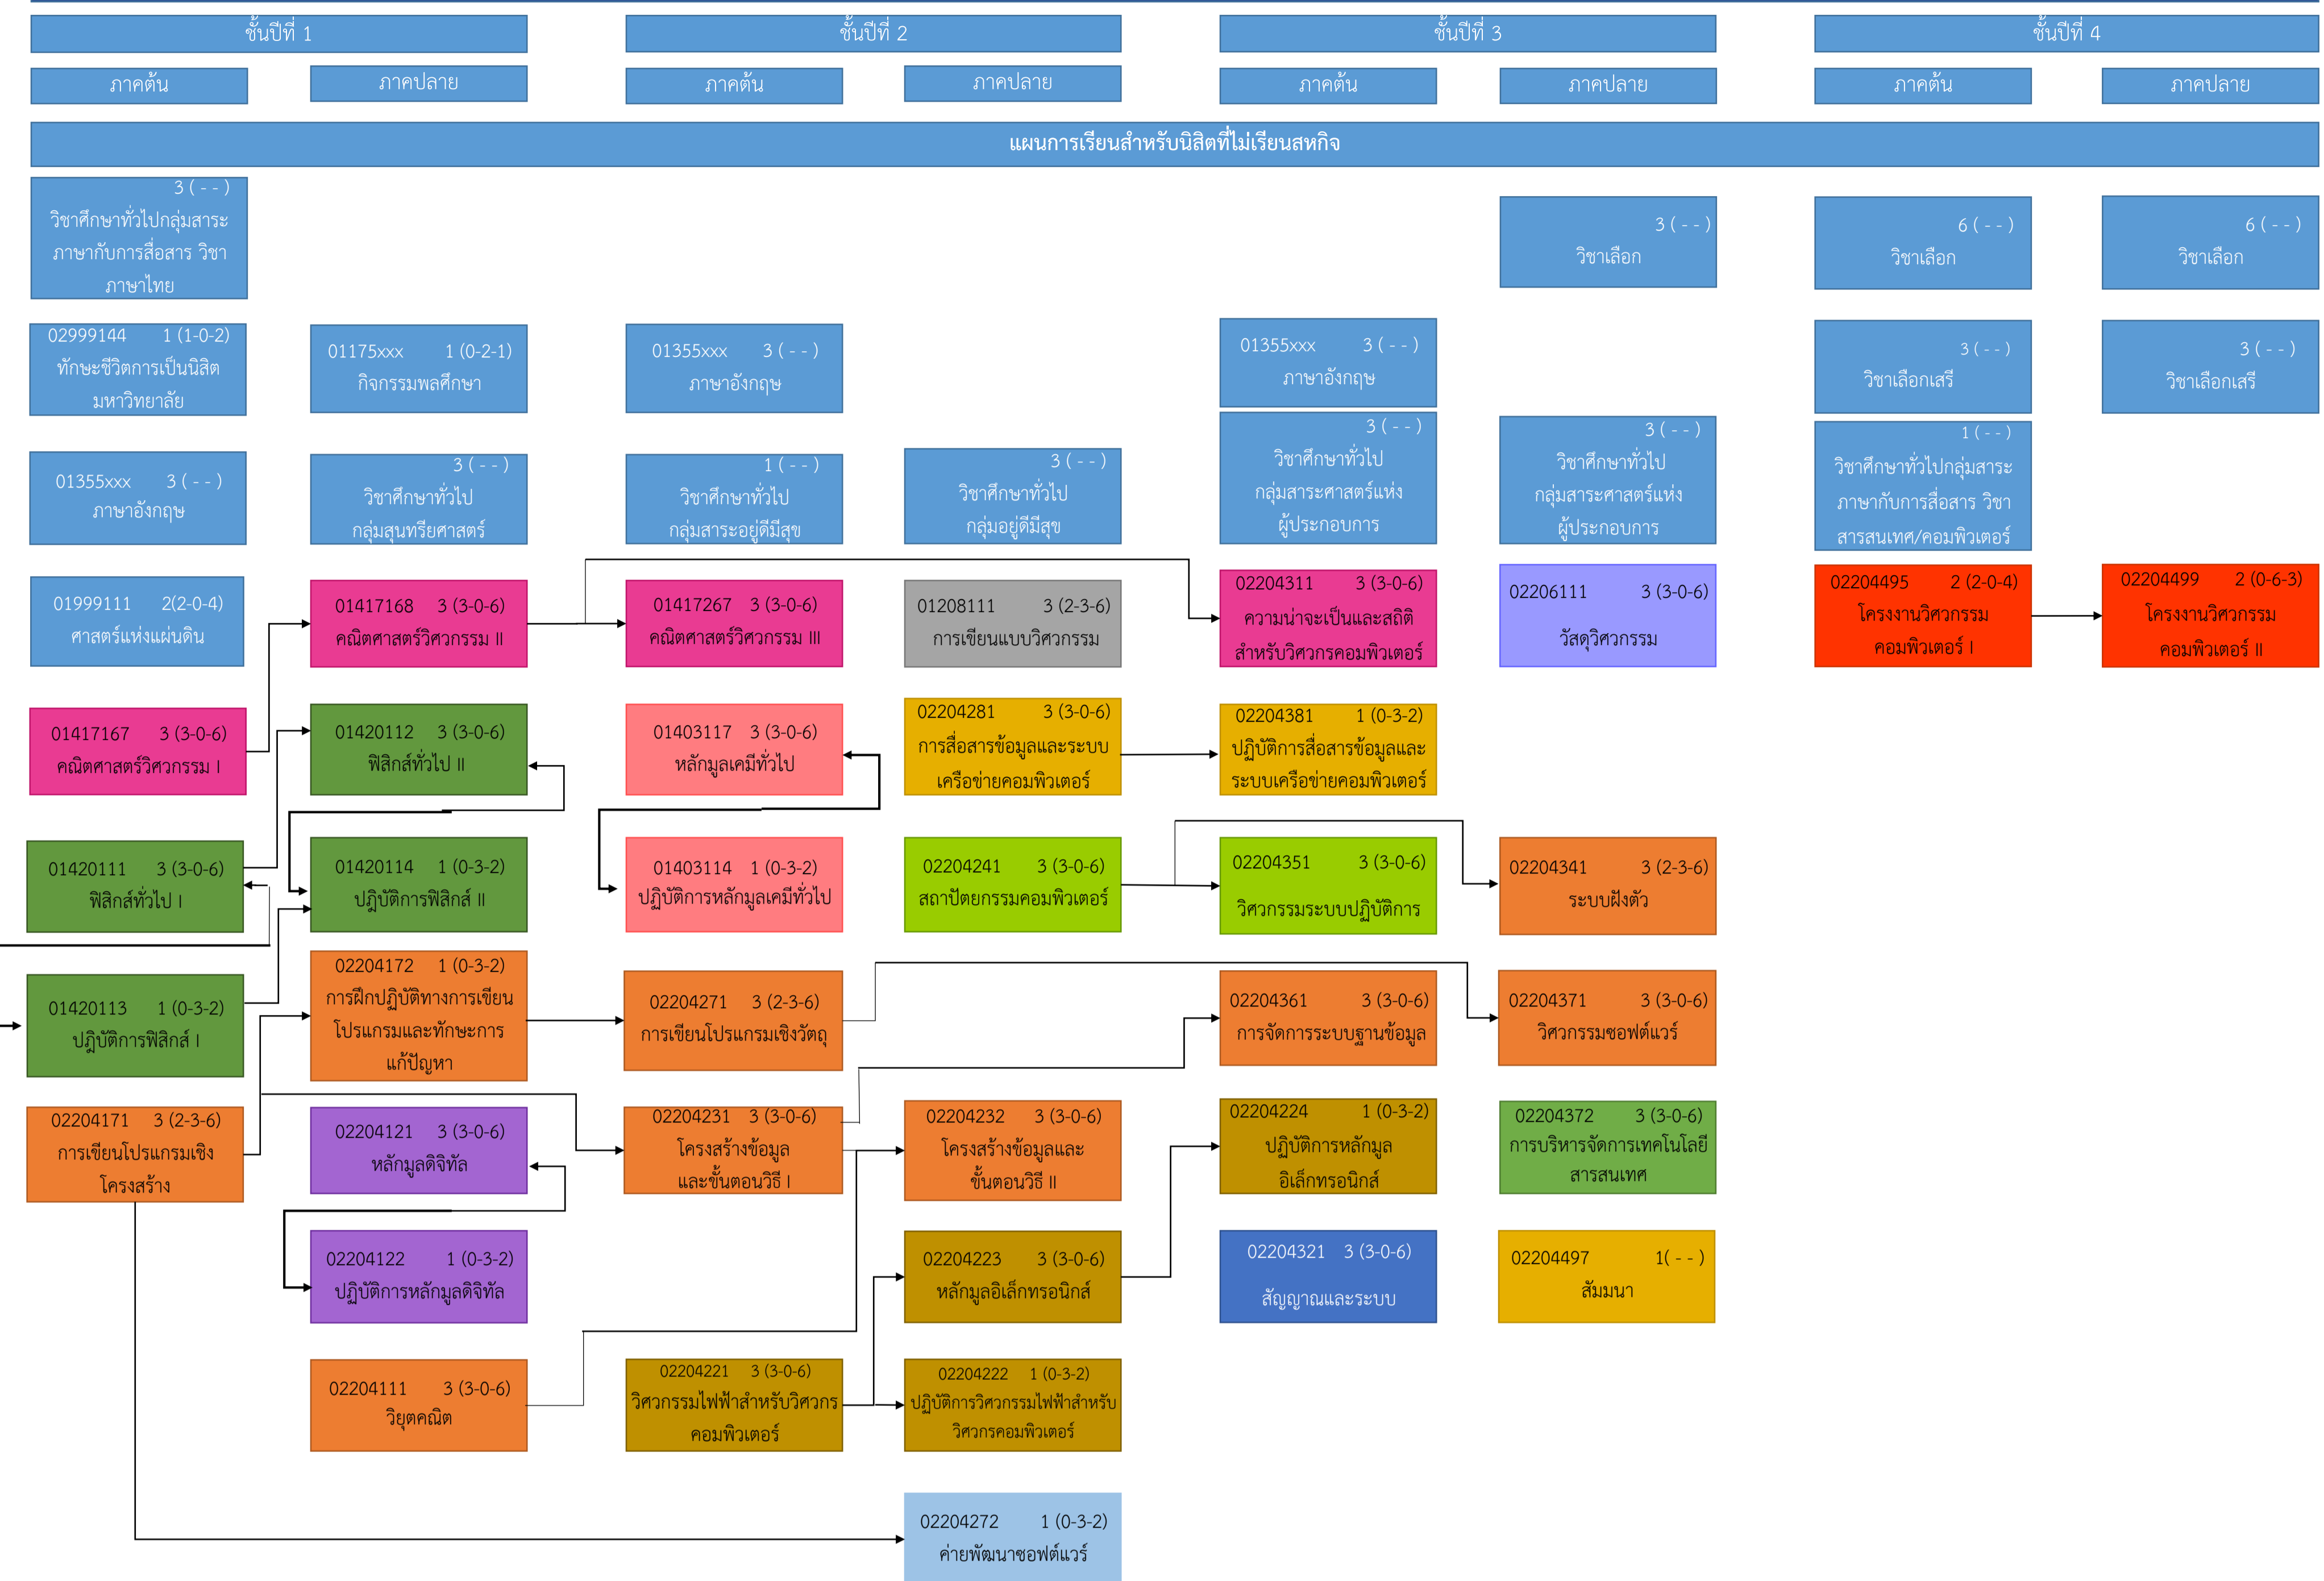 ชั้นปีที่ 1
ชั้นปีที่ 2
ชั้นปีที่ 3
ชั้นปีที่ 4
ภาคต้น
ภาคปลาย
ภาคต้น
ภาคปลาย
ภาคต้น
ภาคปลาย
ภาคต้น
ภาคปลาย
แผนการเรียนสำหรับนิสิตที่ไม่เรียนสหกิจ
3 ( - - )
วิชาศึกษาทั่วไปกลุ่มสาระ
ภาษากับการสื่อสาร วิชา
ภาษาไทย
3 ( - - )
วิชาเลือก
6 ( - - )
วิชาเลือก
6 ( - - )
วิชาเลือก
02999144 1 (1-0-2)
ทักษะชีวิตการเป็นนิสิต
มหาวิทยาลัย
01175xxx 1 (0-2-1)
กิจกรรมพลศึกษา
01355xxx 3 ( - - )
ภาษาอังกฤษ
01355xxx 3 ( - - )
ภาษาอังกฤษ
3 ( - - )
วิชาเลือกเสรี
3 ( - - )
วิชาเลือกเสรี
01355xxx 3 ( - - )
ภาษาอังกฤษ
3 ( - - )
วิชาศึกษาทั่วไป
กลุ่มสุนทรียศาสตร์
1 ( - - )
วิชาศึกษาทั่วไป
กลุ่มสาระอยู่ดีมีสุข
3 ( - - )
วิชาศึกษาทั่วไป
กลุ่มอยู่ดีมีสุข
3 ( - - )
วิชาศึกษาทั่วไป
กลุ่มสาระศาสตร์แห่ง
ผู้ประกอบการ
3 ( - - )
วิชาศึกษาทั่วไป
กลุ่มสาระศาสตร์แห่ง
ผู้ประกอบการ
1 ( - - )
วิชาศึกษาทั่วไปกลุ่มสาระ
ภาษากับการสื่อสาร วิชา
สารสนเทศ/คอมพิวเตอร์
01999111 2(2-0-4)
ศาสตร์แห่งแผ่นดิน
01417168 3 (3-0-6)
คณิตศาสตร์วิศวกรรม II
01417267 3 (3-0-6)
คณิตศาสตร์วิศวกรรม III
01208111 3 (2-3-6)
การเขียนแบบวิศวกรรม
02204311 3 (3-0-6)
ความน่าจะเป็นและสถิติ
สำหรับวิศวกรคอมพิวเตอร์
02206111 3 (3-0-6)
วัสดุวิศวกรรม
02204495 2 (2-0-4)
โครงงานวิศวกรรม
คอมพิวเตอร์ I
02204499 2 (0-6-3)
โครงงานวิศวกรรม
คอมพิวเตอร์ II
01417167 3 (3-0-6)
คณิตศาสตร์วิศวกรรม I
01420112 3 (3-0-6)
ฟิสิกส์ทั่วไป II
01403117 3 (3-0-6)
หลักมูลเคมีทั่วไป
02204281 3 (3-0-6)
การสื่อสารข้อมูลและระบบ
เครือข่ายคอมพิวเตอร์
02204381 1 (0-3-2)
ปฏิบัติการสื่อสารข้อมูลและ
ระบบเครือข่ายคอมพิวเตอร์
01420111 3 (3-0-6)
ฟิสิกส์ทั่วไป I
01420114 1 (0-3-2)
ปฎิบัติการฟิสิกส์ II
01403114 1 (0-3-2)
ปฏิบัติการหลักมูลเคมีทั่วไป
02204241 3 (3-0-6)
สถาปัตยกรรมคอมพิวเตอร์
02204351 3 (3-0-6)
วิศวกรรมระบบปฏิบัติการ
02204341 3 (2-3-6)
ระบบฝังตัว
01420113 1 (0-3-2)
ปฎิบัติการฟิสิกส์ I
02204172 1 (0-3-2)
การฝึกปฏิบัติทางการเขียน
โปรแกรมและทักษะการ
แก้ปัญหา
02204271 3 (2-3-6)
การเขียนโปรแกรมเชิงวัตถุ
02204361 3 (3-0-6)
การจัดการระบบฐานข้อมูล
02204371 3 (3-0-6)
วิศวกรรมซอฟต์แวร์
02204171 3 (2-3-6)
การเขียนโปรแกรมเชิง
โครงสร้าง
02204121 3 (3-0-6)
หลักมูลดิจิทัล
02204231 3 (3-0-6)
โครงสร้างข้อมูล
และขั้นตอนวิธี I
02204232 3 (3-0-6)
โครงสร้างข้อมูลและ
ขั้นตอนวิธี II
02204224 1 (0-3-2)
ปฏิบัติการหลักมูล
อิเล็กทรอนิกส์
02204372 3 (3-0-6)
การบริหารจัดการเทคโนโลยี
สารสนเทศ
02204122 1 (0-3-2)
ปฏิบัติการหลักมูลดิจิทัล
02204223 3 (3-0-6)
หลักมูลอิเล็กทรอนิกส์
02204321 3 (3-0-6)
สัญญาณและระบบ
02204497 1( - - )
สัมมนา
02204111 3 (3-0-6)
วิยุตคณิต
02204221 3 (3-0-6)
วิศวกรรมไฟฟ้าสำหรับวิศวกร
คอมพิวเตอร์
02204222 1 (0-3-2)
ปฏิบัติการวิศวกรรมไฟฟ้าสำหรับ
วิศวกรคอมพิวเตอร์
02204272 1 (0-3-2)
ค่ายพัฒนาซอฟต์แวร์